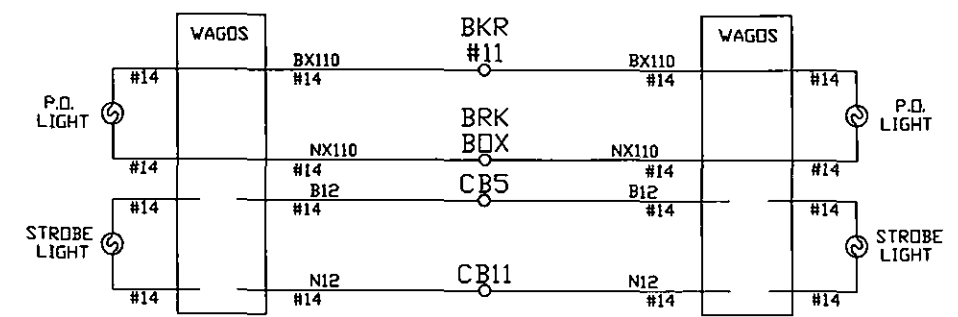 WAGOS
BKR
#11
WAGOS
BX110
BX110
#14
#14
#14
#14
P.O.
LIGHT
P.O.
LIGHT
BRK
BOX
NX110
NX110
#14
#14
#14
#14
B12
CB5
B12
#14
#14
#14
#14
STROBE
LIGHT
STROBE
LIGHT
N12
CB11
N12
#14
#14
#14
#14